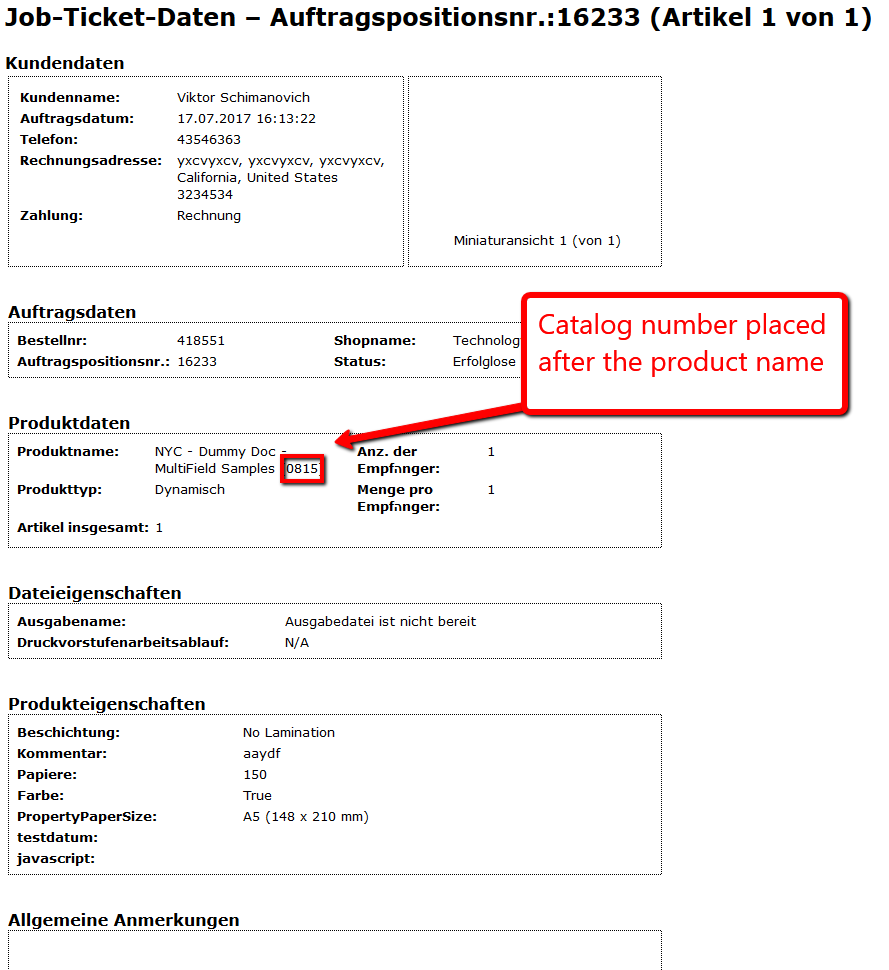 Job-Ticket-Daten – Auftragspositionsnr.:16233 (Artikel 1 von 1)
Kundendaten
Kundenname: Viktor Schimanovich
Auftragsdatum: 17.07.2017 16:13:22
Telefon: 43546363
Rechnungsadresse: yxcvyxcv, yxcvyxcv, yxcvyxcv,
California, United States
3234534
Zahlung: Rechnung
Miniaturansicht 1 (von 1)
Auftragsdaten
Bestellnr: 418551 Shopname:
Auftragspositionsnr.: 16233 Status: Erfolglose
Catalog number placed
after the product name
Produktdaten
Produktname: NYC - Dummy Doc - Anz. der 1
MultiField Samples [0815] Empfänger:
Produkttyp: Dynamisch Menge pro 1
Empfänger:
Artikel insgesamt: 1
Dateieigenschaften
Ausgabename: Ausgabedatei ist nicht bereit
Druckvorstufenarbeitsablauf: N/A
Produkteigenschaften
Beschichtung: No Lamination
Kommentar: aaydf
Papiere: 150
Farbe: True
PropertyPaperSize: A5 (148 x 210 mm)
testdatum:
javascript:
Allgemeine Anmerkungen